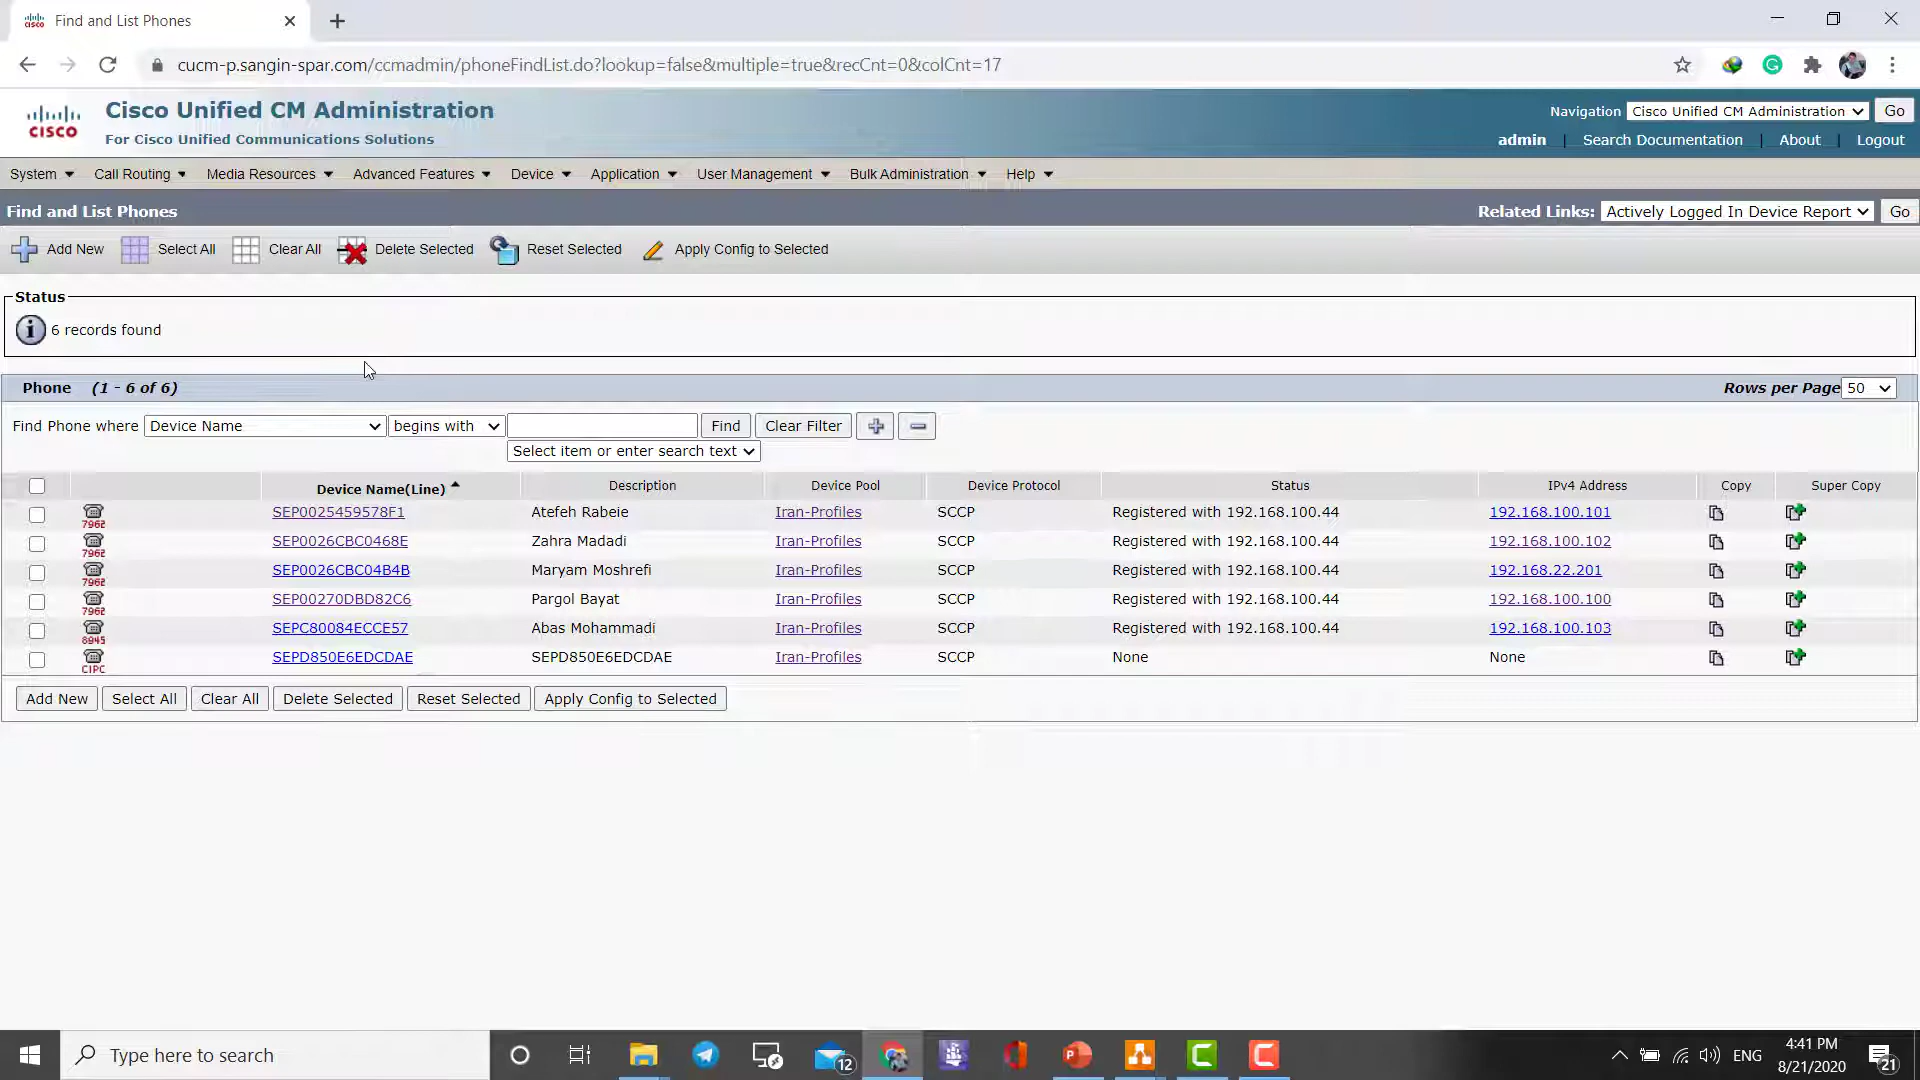 Find and List Phones
cucm-p.sangin-spar.com/ccmadmin/phoneFindList.do?lookup=false&multiple=true&recCnt=0&colCnt=17
CISCO
Cisco Unified CM Administration
For Cisco Unified Communications Solutions
Navigation Cisco Unified CM Administration Go
admin | Search Documentation | About | Logout
System Call Routing Media Resources Advanced Features Device Application User Management Bulk Administration Help
Find and List Phones
Related Links: Actively Logged In Device Report Go
Add New Select All Clear All Delete Selected Reset Selected Apply Config to Selected
Status
6 records found
Phone (1 - 6 of 6)
Rows per Page 50
Find Phone where Device Name begins with Find Clear Filter
Select item or enter search text
Device Name(Line) Description Device Pool Device Protocol Status IPv4 Address Copy Super Copy
7962 SEP0025459578F1 Atefeh Rabeie Iran-Profiles SCCP Registered with 192.168.100.44 192.168.100.101
7962 SEP0026CBC0468E Zahra Madadi Iran-Profiles SCCP Registered with 192.168.100.44 192.168.100.102
7962 SEP0026CBC04B4B Maryam Moshrefi Iran-Profiles SCCP Registered with 192.168.100.44 192.168.22.201
7962 SEP00270DBD82C6 Pargol Bayat Iran-Profiles SCCP Registered with 192.168.100.44 192.168.100.100
8945 SEPC80084ECCE57 Abas Mohammadi Iran-Profiles SCCP Registered with 192.168.100.44 192.168.100.103
CIPC SEPD850E6EDCDAE SEPD850E6EDCDAE Iran-Profiles SCCP None None
Add New Select All Clear All Delete Selected Reset Selected Apply Config to Selected
Type here to search
12
ENG
4:41 PM
8/21/2020
21